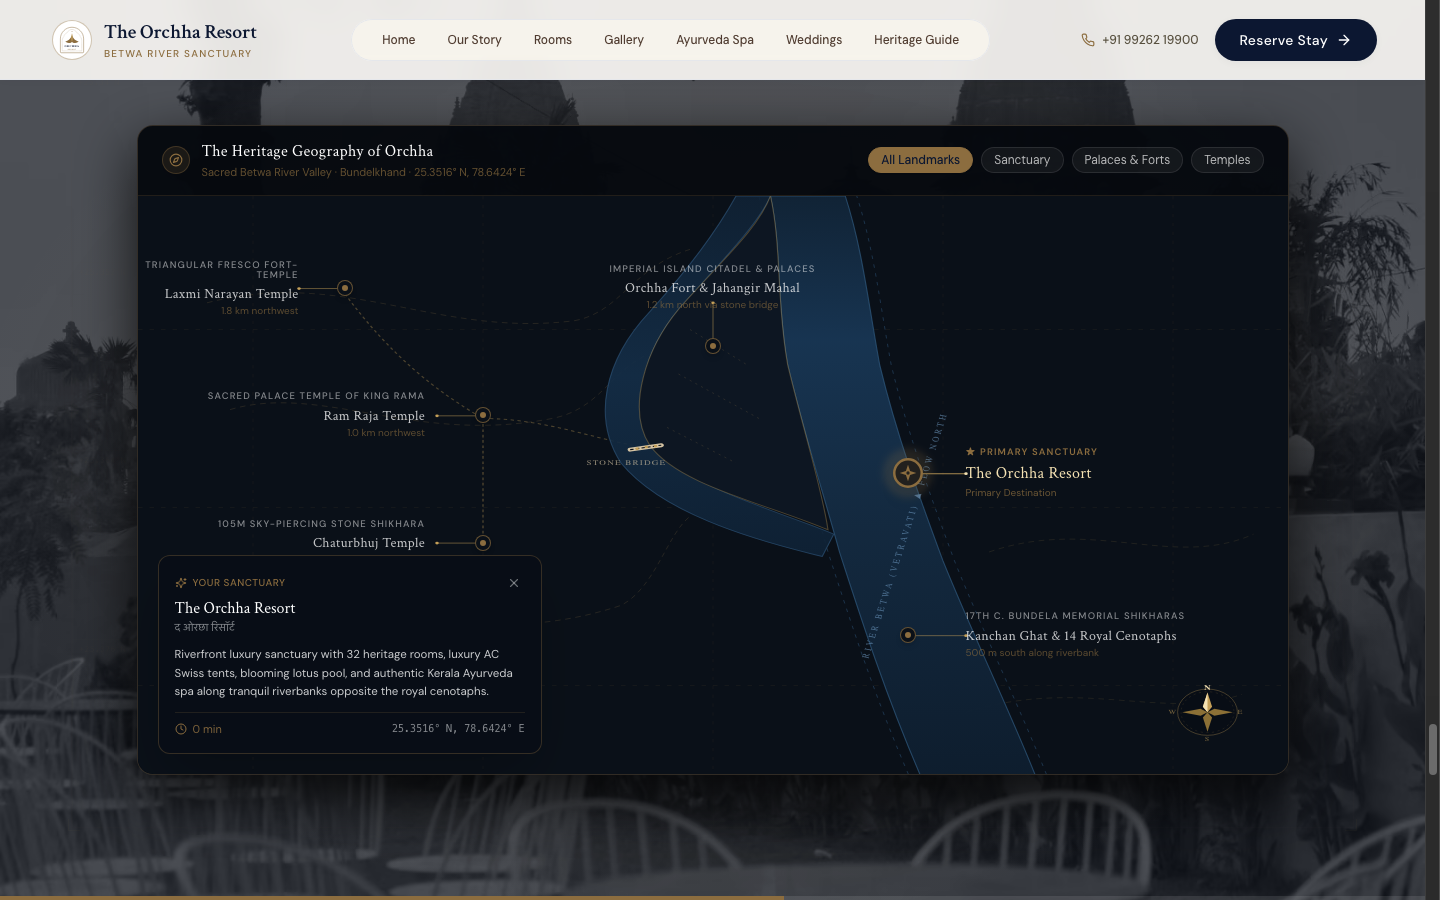 The Orchha Resort
BETWA RIVER SANCTUARY
Home
Our Story
Rooms
Gallery
Ayurveda Spa
Weddings
Heritage Guide
+91 99262 19900
Reserve Stay
The Heritage Geography of Orchha
Sacred Betwa River Valley · Bundelkhand · 25.3516° N, 78.6424° E
All Landmarks
Sanctuary
Palaces & Forts
Temples
TRIANGULAR FRESCO FORT-
TEMPLE
Laxmi Narayan Temple
1.8 km northwest
IMPERIAL ISLAND CITADEL & PALACES
Orchha Fort & Jahangir Mahal
1.2 km north via stone bridge
SACRED PALACE TEMPLE OF KING RAMA
Ram Raja Temple
1.0 km northwest
STONE BRIDGE
PRIMARY SANCTUARY
The Orchha Resort
Primary Destination
RIVER BETWA (VETRAVATI) FLOW NORTH
105M SKY-PIERCING STONE SHIKHARA
Chaturbhuj Temple
17TH C. BUNDELA MEMORIAL SHIKHARAS
Kanchan Ghat & 14 Royal Cenotaphs
500 m south along riverbank
YOUR SANCTUARY
The Orchha Resort
द ओरछा रिसॉर्ट
Riverfront luxury sanctuary with 32 heritage rooms, luxury AC
Swiss tents, blooming lotus pool, and authentic Kerala Ayurveda
spa along tranquil riverbanks opposite the royal cenotaphs.
0 min
25.3516° N, 78.6424° E
N
W
E
S